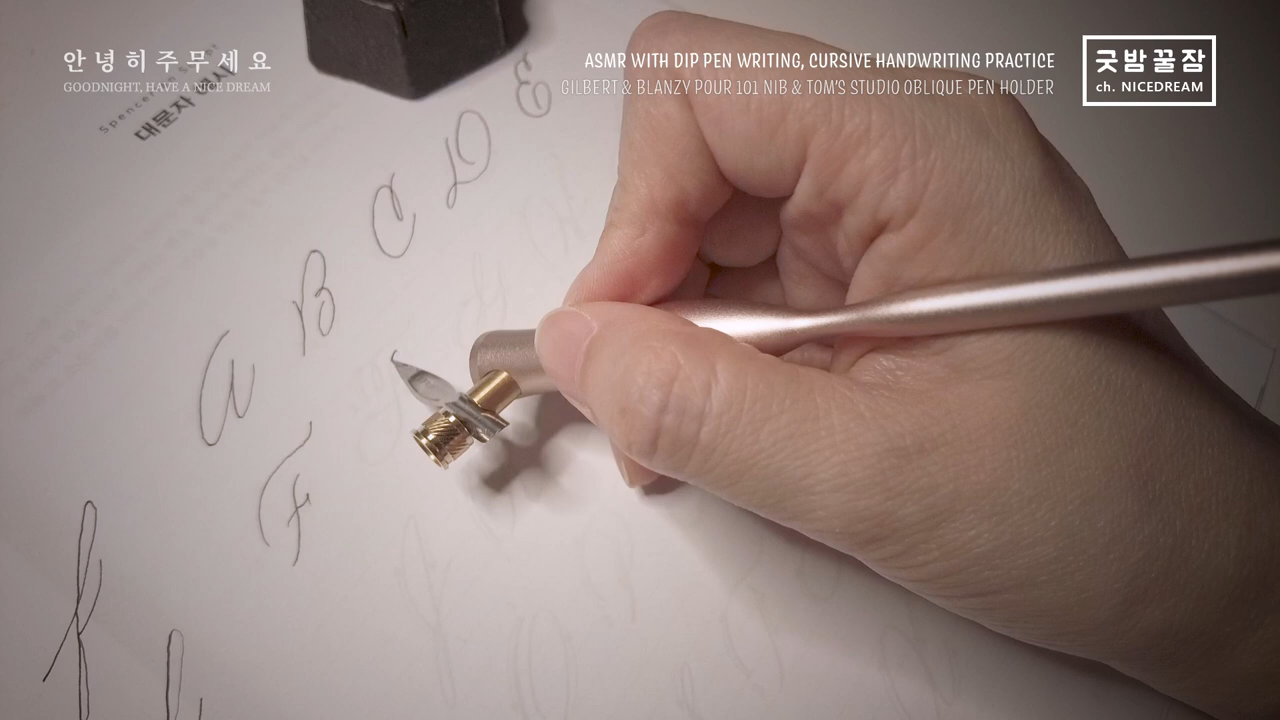 안녕히주무세요
GOODNIGHT, HAVE A NICE DREAM
ASMR WITH DIP PEN WRITING, CURSIVE HANDWRITING PRACTICE
GILBERT & BLANZY POUR 101 NIB & TOM'S STUDIO OBLIQUE PEN HOLDER
굿밤꿀잠
ch. NICEDREAM
대문자
A B C D E
F